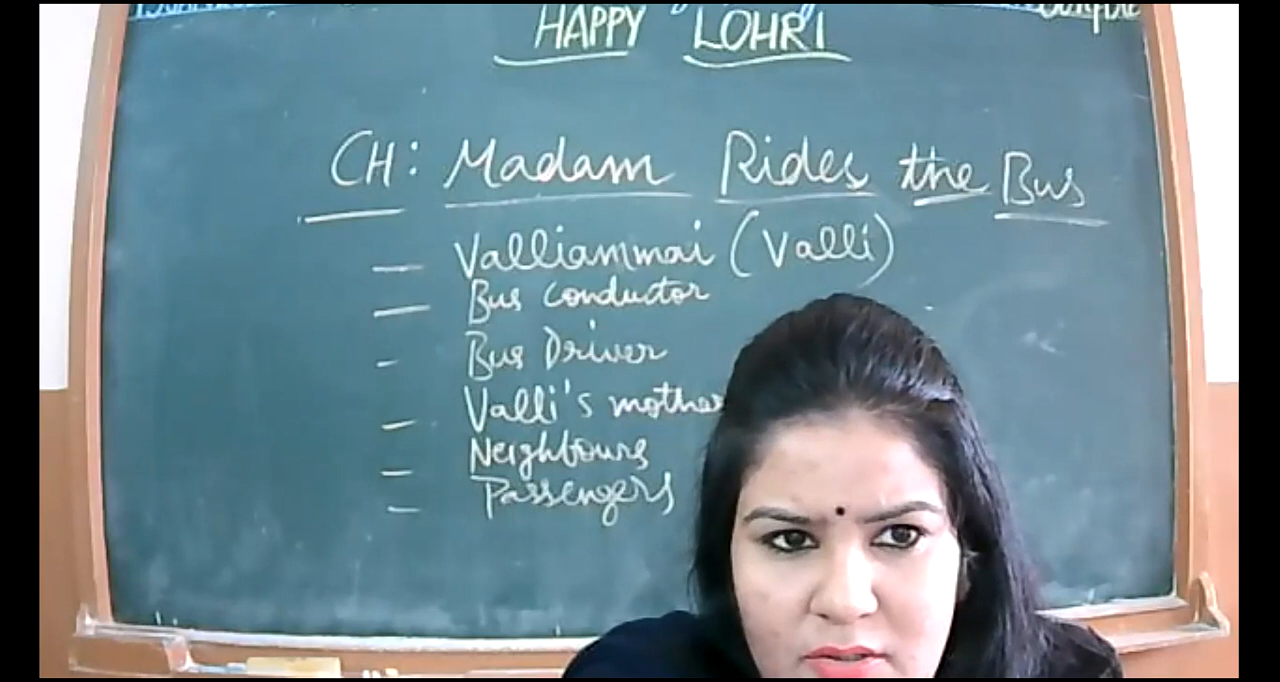 HAPPY LOHRI
CH: Madam Rides the Bus
— Valliammai (Valli)
— Bus conductor
- Bus Driver
— Valli's mother
— Neighbours
— Passengers